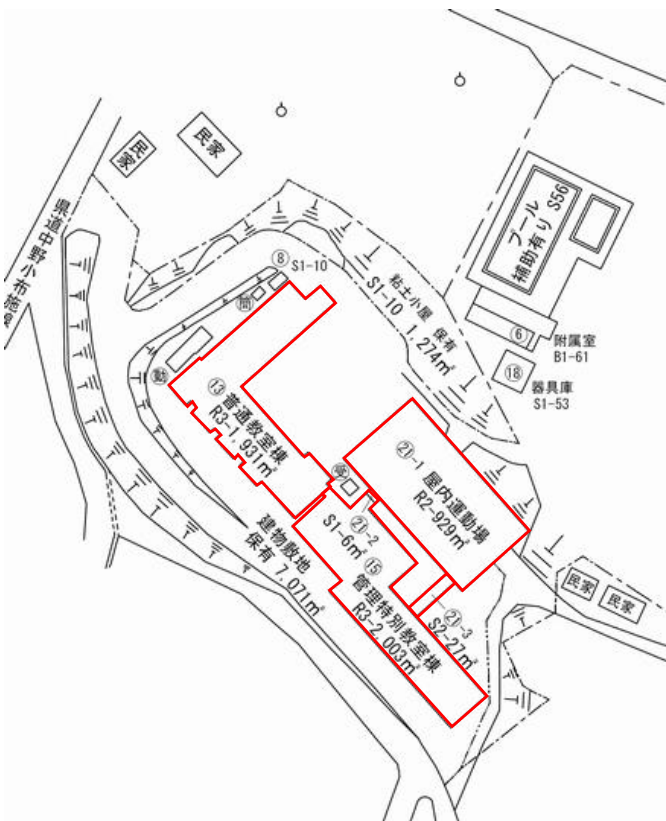 民家
民家
県道中野小布施線
プール
補助有り S56
⑧ S1-10
粘土小屋 保有
S1-10 1,274㎡
⑥
附属室
B1-61
⑱
器具庫
S1-53
⑬ 普通教室棟
R3-1,931㎡
㉑-1 屋内運動場
R2-929㎡
㉑-2
S1-6㎡
建物敷地
保有 7,071㎡
⑮
管理特別教室棟
R3-2,003㎡
㉑-3
S2-27㎡
民家
民家